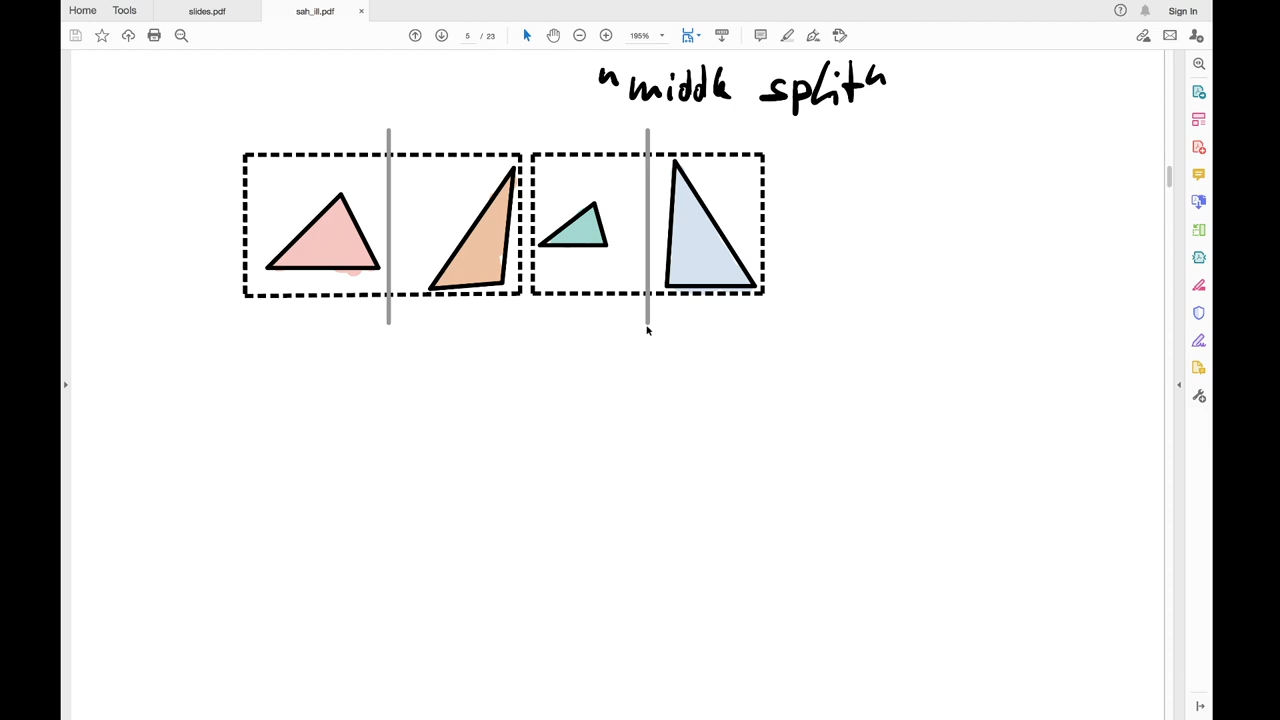 Home
Tools
slides.pdf
sah_ill.pdf
×
Sign In
5 / 23
195%
"middle split"